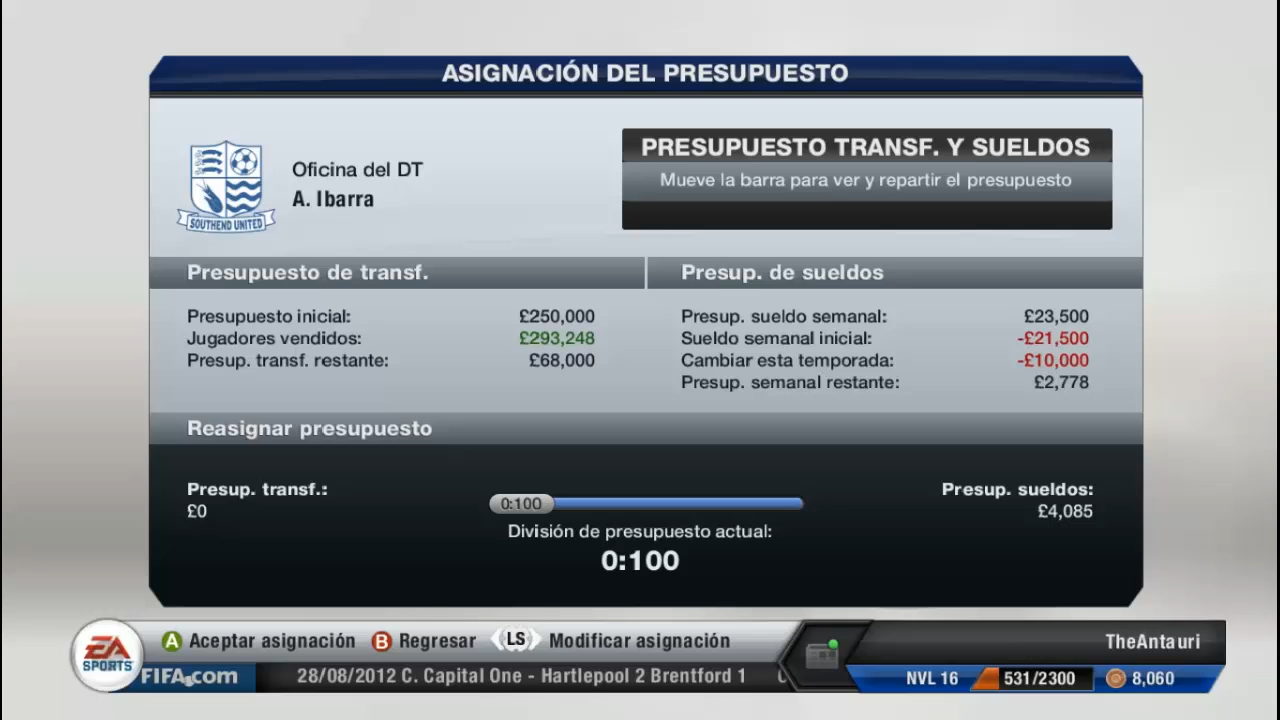 ASIGNACIÓN DEL PRESUPUESTO
SOUTHEND UNITED
Oficina del DT
A. Ibarra
PRESUPUESTO TRANSF. Y SUELDOS
Mueve la barra para ver y repartir el presupuesto
Presupuesto de transf.
Presup. de sueldos
Presupuesto inicial: £250,000
Jugadores vendidos: £293,248
Presup. transf. restante: £68,000
Presup. sueldo semanal: £23,500
Sueldo semanal inicial: -£21,500
Cambiar esta temporada: -£10,000
Presup. semanal restante: £2,778
Reasignar presupuesto
Presup. transf.:
£0
0:100
División de presupuesto actual:
0:100
Presup. sueldos:
£4,085
A Aceptar asignación B Regresar LS Modificar asignación
TheAntauri
EA SPORTS
FIFA.com
28/08/2012 C. Capital One - Hartlepool 2 Brentford 1
NVL 16 531/2300 8,060